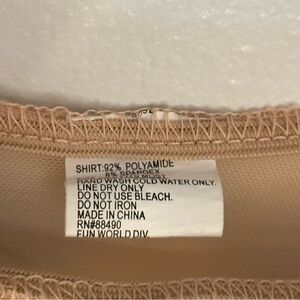 SHIRT:92% POLYAMIDE
8% SPANDEX
HAND WASH COLD WATER ONLY.
LINE DRY ONLY
DO NOT USE BLEACH.
DO NOT IRON
MADE IN CHINA
RN#88490
FUN WORLD DIV.